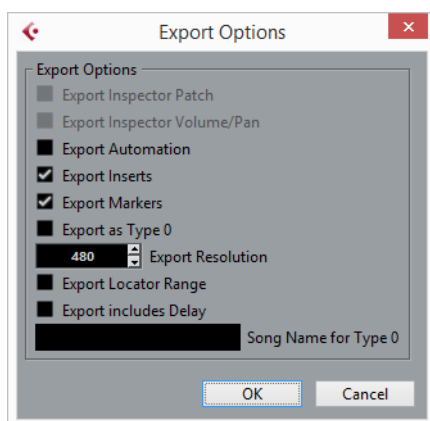 Export Options
Export Options
Export Inspector Patch
Export Inspector Volume/Pan
Export Automation
Export Inserts
Export Markers
Export as Type 0
480 Export Resolution
Export Locator Range
Export includes Delay
Song Name for Type 0
OK Cancel